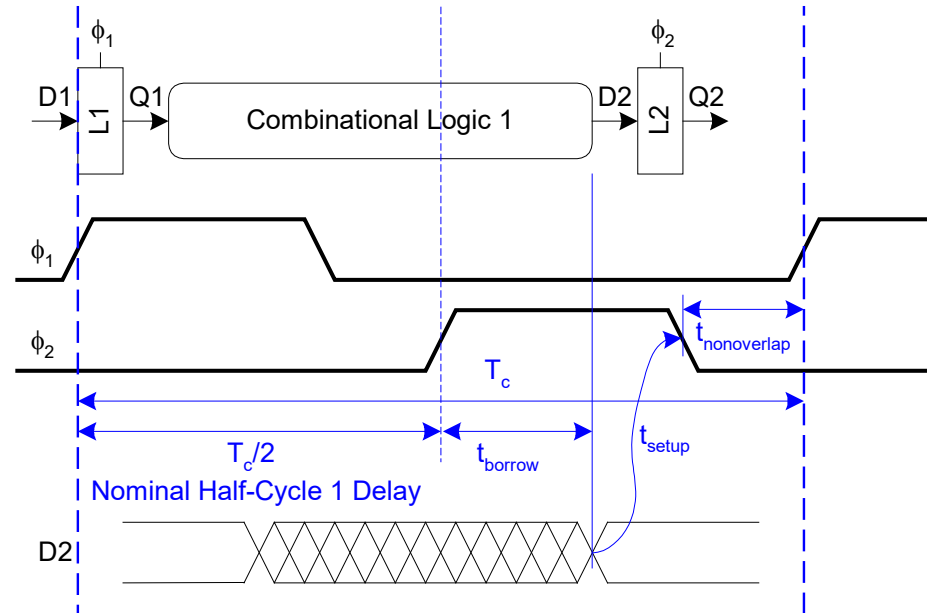 ϕ1 ϕ2
D1 L1 Q1 Combinational Logic 1 D2 L2 Q2
ϕ1
ϕ2
tnonoverlap
Tc
Tc/2 tborrow tsetup
Nominal Half-Cycle 1 Delay
D2